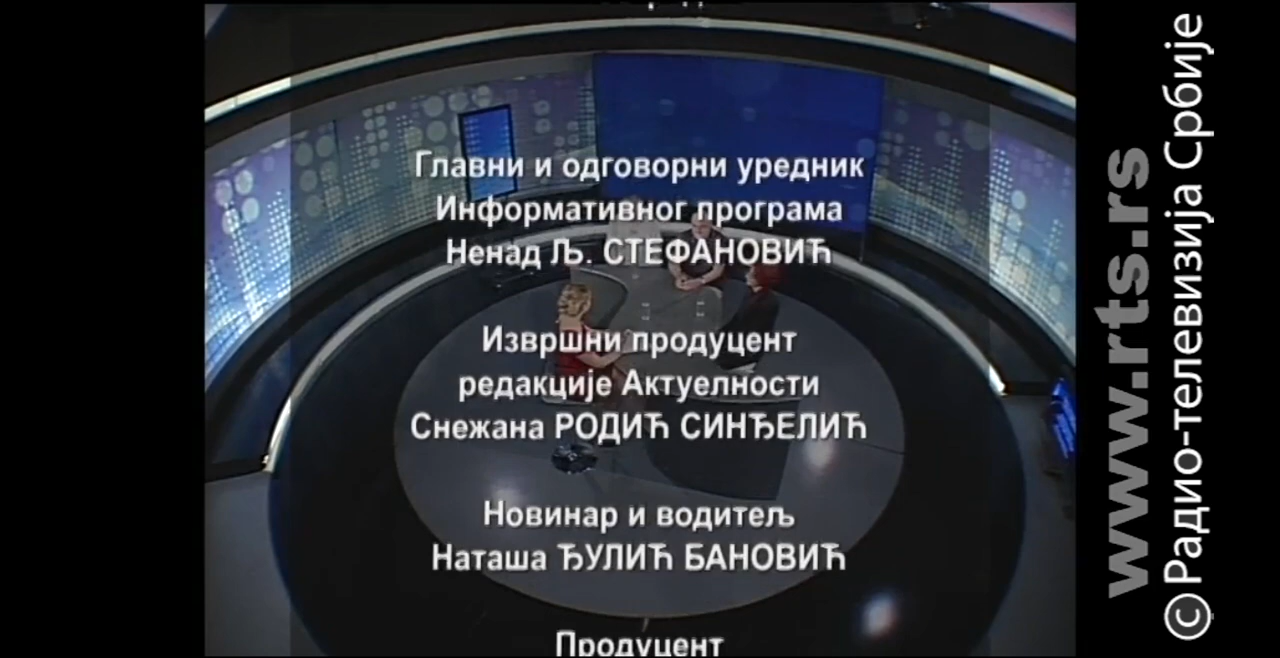 Главни и одговорни уредник
Информативног програма
Ненад Љ. СТЕФАНОВИЋ
Извршни продуцент
редакције Актуелности
Снежана РОДИЋ СИНЂЕЛИЋ
Новинар и водитељ
Наташа ЂУЛИЋ БАНОВИЋ
Продуцент
www.rts.rs
© Радио-телевизија Србије